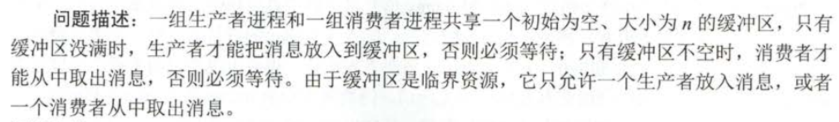 问题描述：一组生产者进程和一组消费者进程共享一个初始为空、大小为 n 的缓冲区，只有
缓冲区没满时，生产者才能把消息放入到缓冲区，否则必须等待；只有缓冲区不空时，消费者才
能从中取出消息，否则必须等待。由于缓冲区是临界资源，它只允许一个生产者放入消息，或者
一个消费者从中取出消息。